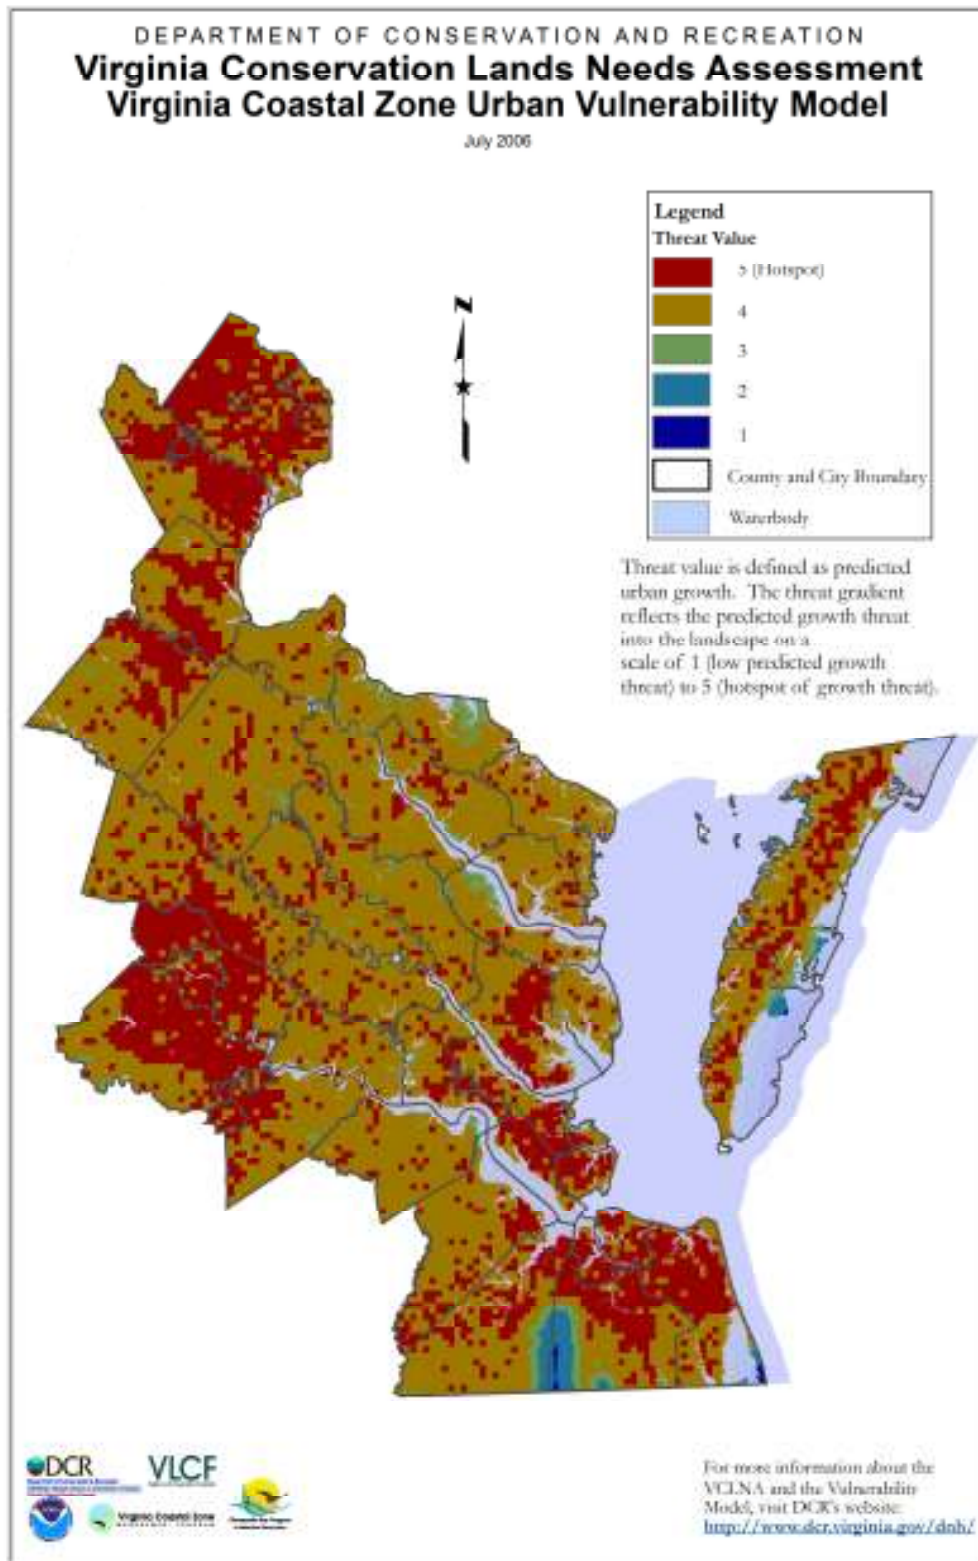 DEPARTMENT OF CONSERVATION AND RECREATION
Virginia Conservation Lands Needs Assessment
Virginia Coastal Zone Urban Vulnerability Model
July 2006
Legend
Threat Value
5 (Hotspot)
4
3
2
1
County and City Boundary
Waterbody
N
Threat value is defined as predicted
urban growth. The threat gradient
reflects the predicted growth threat
into the landscape on a
scale of 1 (low predicted growth
threat) to 5 (hotspot of growth threat).
DCR
VLCF
Virginia Coastal Zone
For more information about the
VCLNA and the Vulnerability
Model, visit DCR's website:
http://www.dcr.virginia.gov/dnh/